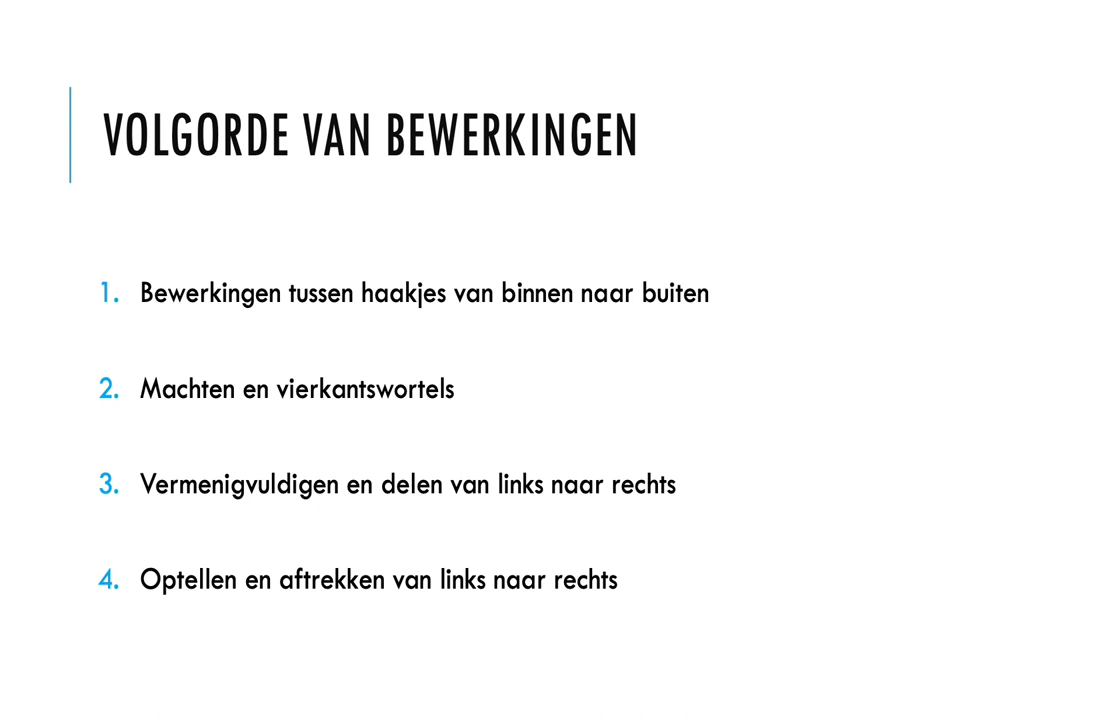 VOLGORDE VAN BEWERKINGEN
1. Bewerkingen tussen haakjes van binnen naar buiten
2. Machten en vierkantswortels
3. Vermenigvuldigen en delen van links naar rechts
4. Optellen en aftrekken van links naar rechts